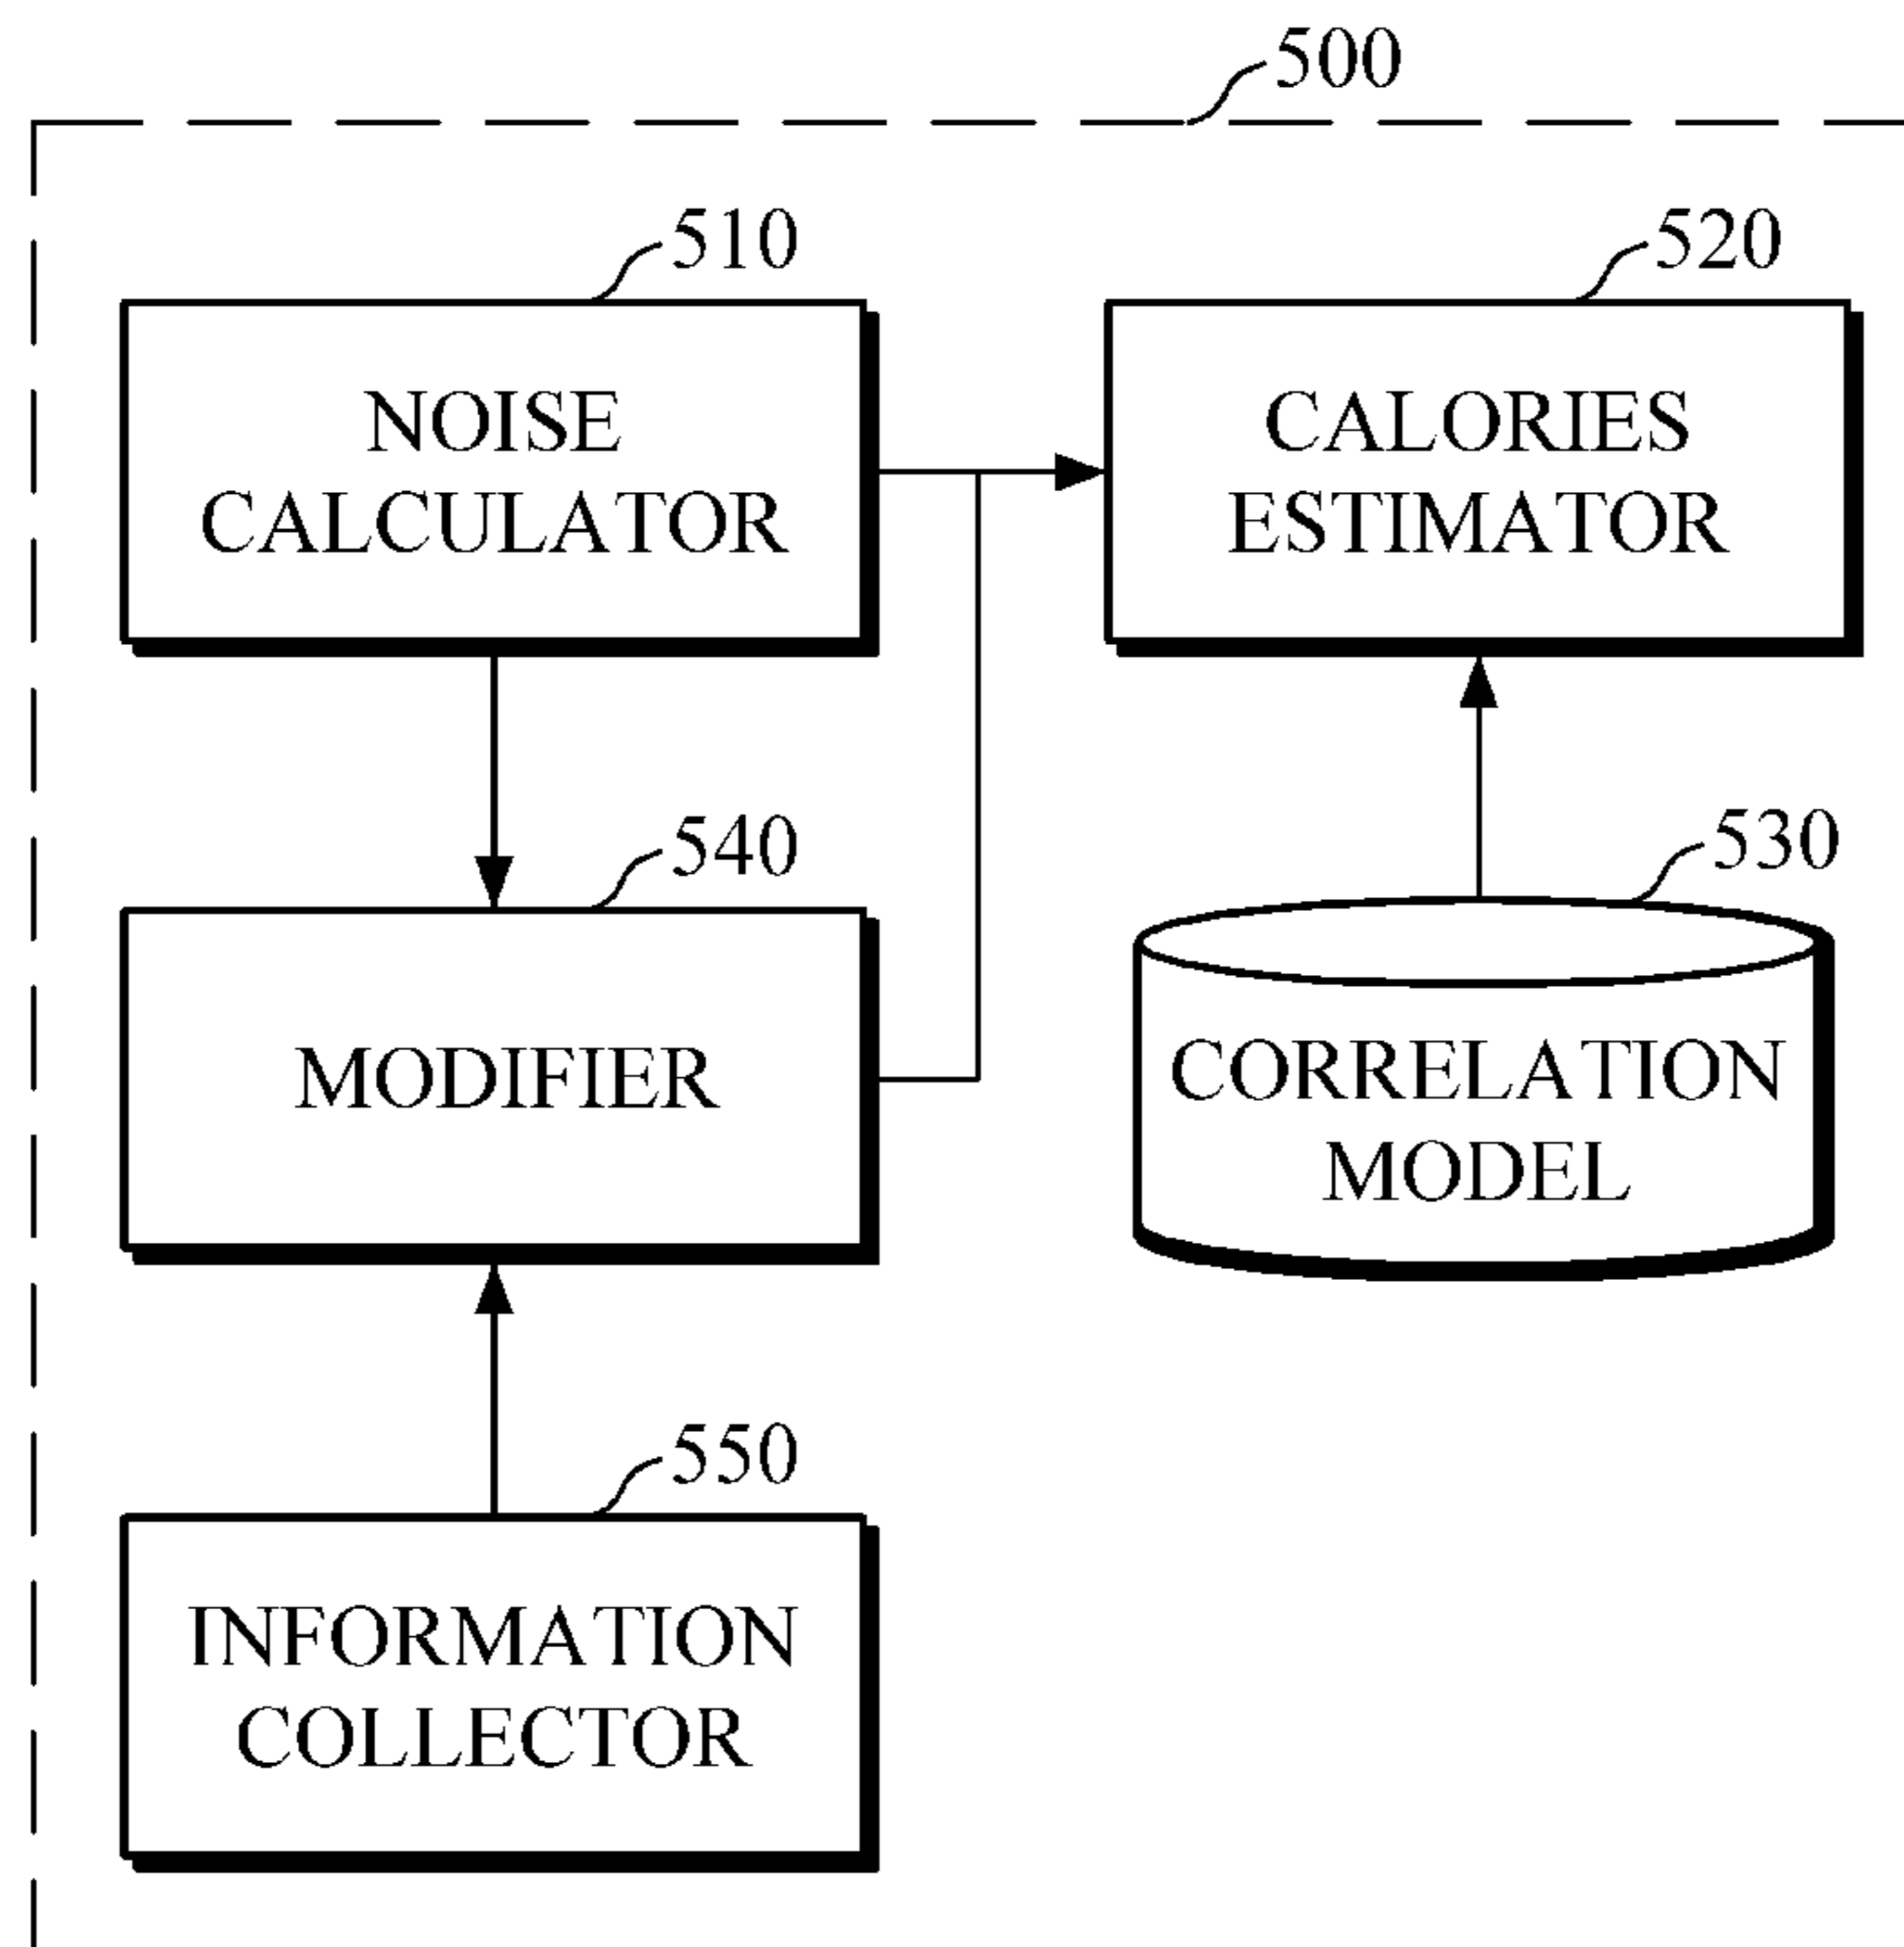 500
510
520
NOISE
CALCULATOR
CALORIES
ESTIMATOR
540
530
MODIFIER
CORRELATION
MODEL
550
INFORMATION
COLLECTOR